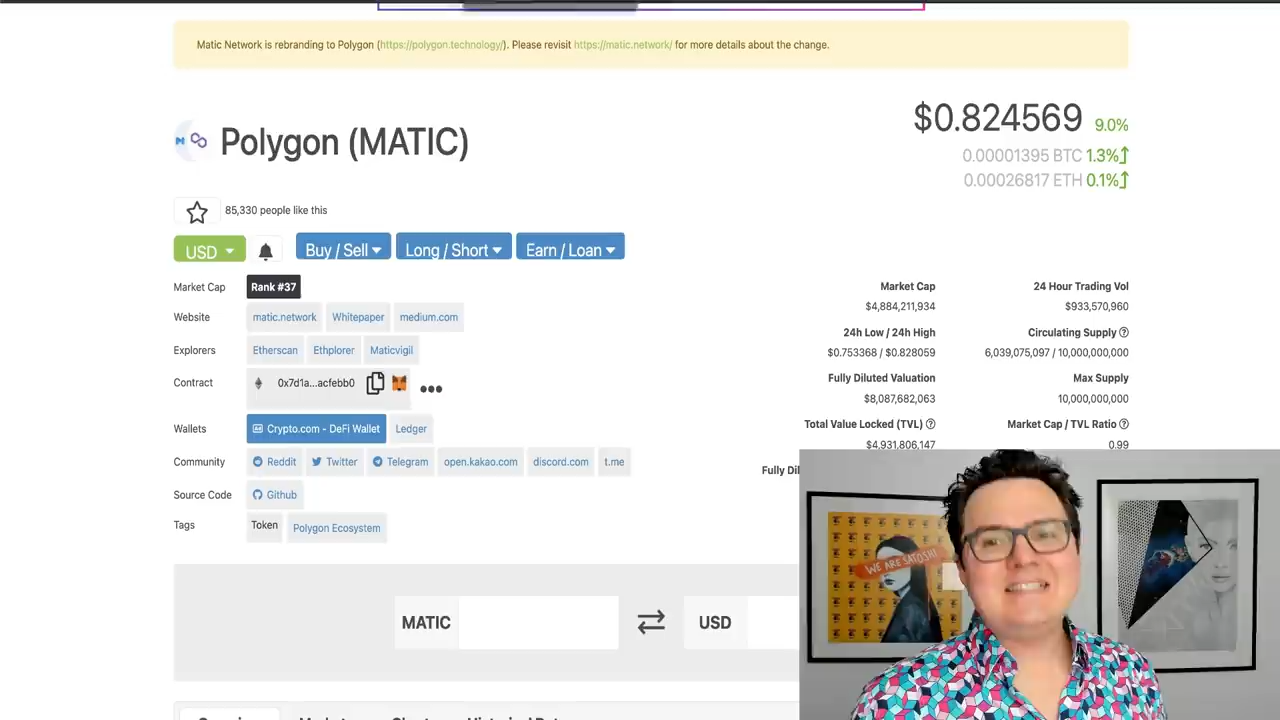 Matic Network is rebranding to Polygon (https://polygon.technology/). Please revisit https://matic.network/ for more details about the change.
Polygon (MATIC)
$0.824569 9.0%
0.00001395 BTC 1.3%
0.00026817 ETH 0.1%
85,330 people like this
USD
Buy / Sell
Long / Short
Earn / Loan
Market Cap Rank #37
Website matic.network Whitepaper medium.com
Explorers Etherscan Ethplorer Maticvigil
Contract 0x7d1a...acfebb0
Wallets Crypto.com - DeFi Wallet Ledger
Community Reddit Twitter Telegram open.kakao.com discord.com t.me
Source Code Github
Tags Token Polygon Ecosystem
Market Cap 24 Hour Trading Vol
$4,884,211,934 $933,570,960
24h Low / 24h High Circulating Supply
$0.753368 / $0.828059 6,039,075,097 / 10,000,000,000
Fully Diluted Valuation Max Supply
$8,087,682,063 10,000,000,000
Total Value Locked (TVL) Market Cap / TVL Ratio
$4,931,806,147 0.99
Fully Dil
MATIC USD
WE ARE SATOSHI